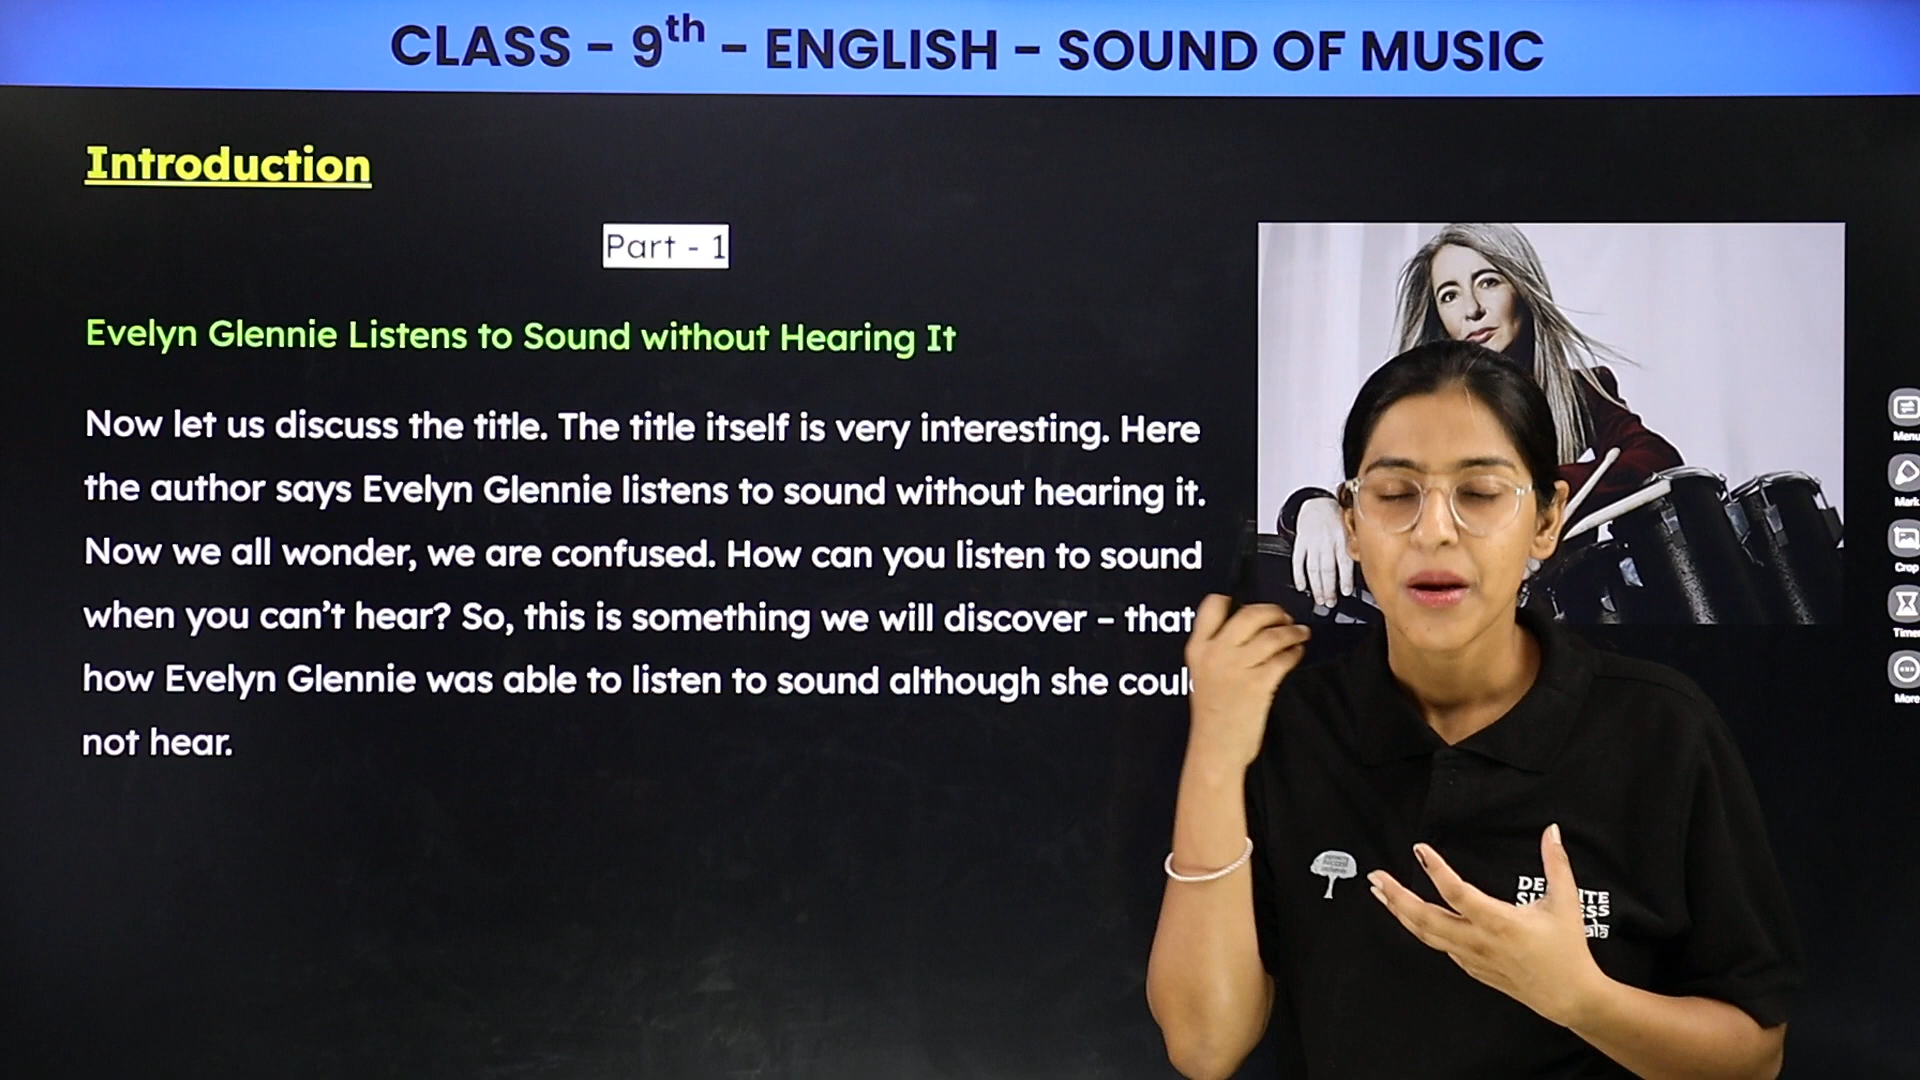 CLASS - 9th - ENGLISH - SOUND OF MUSIC
Introduction
Part - 1
Evelyn Glennie Listens to Sound without Hearing It
Now let us discuss the title. The title itself is very interesting. Here
the author says Evelyn Glennie listens to sound without hearing it.
Now we all wonder, we are confused. How can you listen to sound
when you can't hear? So, this is something we will discover – that
how Evelyn Glennie was able to listen to sound although she
not hear.
Menu
Mark
Crop
Timer
More